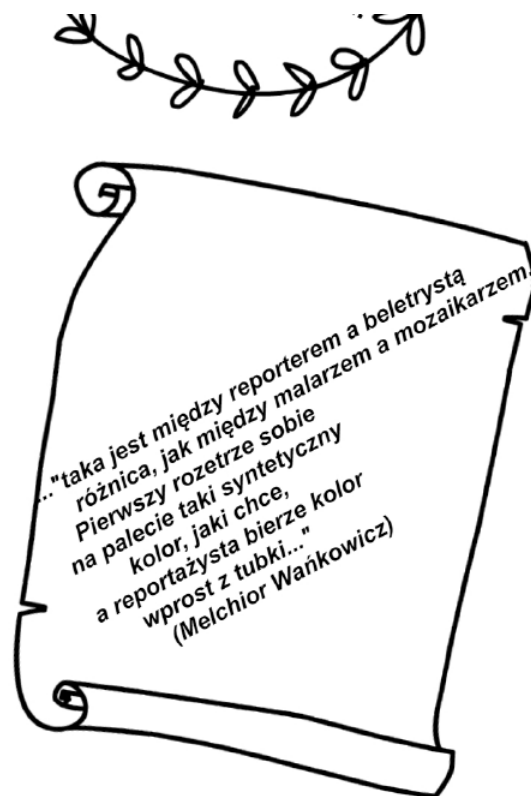 ..."taka jest między reporterem a beletrystą
różnica, jak między malarzem a mozaikarzem.
Pierwszy rozetrze sobie
na palecie taki syntetyczny
kolor, jaki chce,
a reportażysta bierze kolor
wprost z tubki..."
(Melchior Wańkowicz)